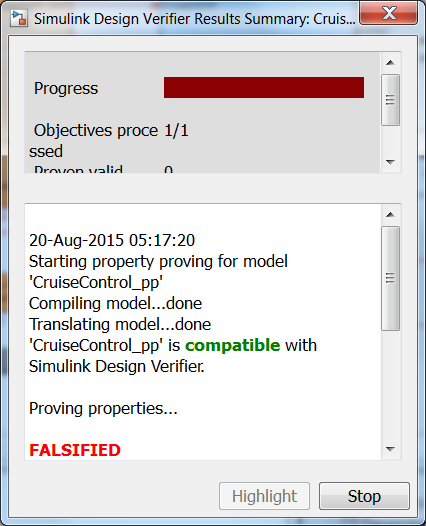 Simulink Design Verifier Results Summary: Cruis...
Progress
Objectives proce 1/1
ssed
Proven valid 0
20-Aug-2015 05:17:20
Starting property proving for model
'CruiseControl_pp'
Compiling model...done
Translating model...done
'CruiseControl_pp' is compatible with
Simulink Design Verifier.
Proving properties...
FALSIFIED
Highlight Stop